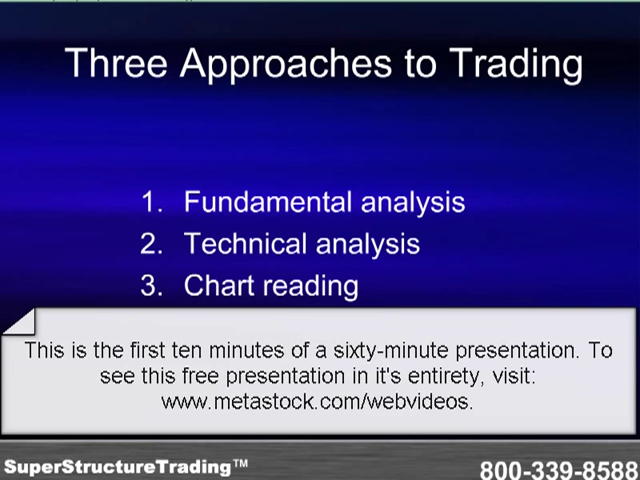 Three Approaches to Trading
1. Fundamental analysis
2. Technical analysis
3. Chart reading
This is the first ten minutes of a sixty-minute presentation. To
see this free presentation in it's entirety, visit:
www.metastock.com/webvideos.
SuperStructureTrading™
800-339-8588